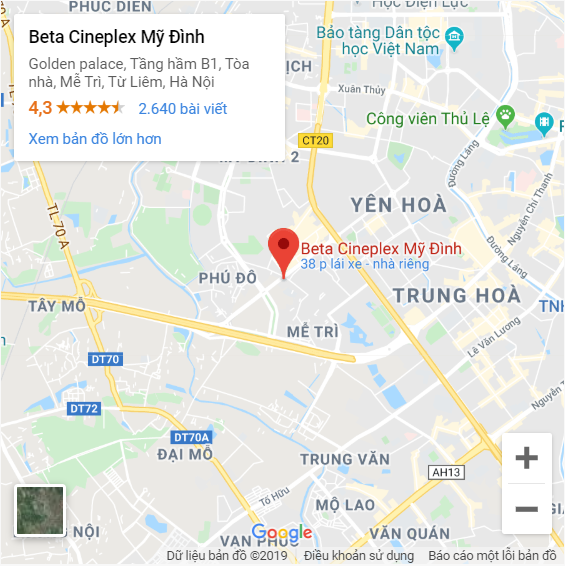 PHÚC DIỄN
Học Điện Lực
Beta Cineplex Mỹ Đình
Golden palace, Tầng hầm B1, Tòa
nhà, Mễ Trì, Từ Liêm, Hà Nội
4,3
2.640 bài viết
Xem bản đồ lớn hơn
Bảo tàng Dân tộc
học Việt Nam
DỊCH
Xuân Thủy
Công viên Thủ Lệ
CT20
MỸ ĐÌNH 2
Đường Láng
Nguyễn Chí Thanh
YÊN HOÀ
TL 70 A
Beta Cineplex Mỹ Đình
38 p lái xe - nhà riêng
Đường Láng
PHÚ ĐÔ
TRUNG HOÀ
TÂY MỖ
MỄ TRÌ
Lê Văn Lương
DT70
DT72
Nguyễn Trãi
DT70A
ĐẠI MỖ
TRUNG VĂN
AH13
Tố Hữu
MỘ LAO
NỘI
VẠN PHÚC
VĂN QUÁN
Google
Dữ liệu bản đồ ©2019
Điều khoản sử dụng
Báo cáo một lỗi bản đồ